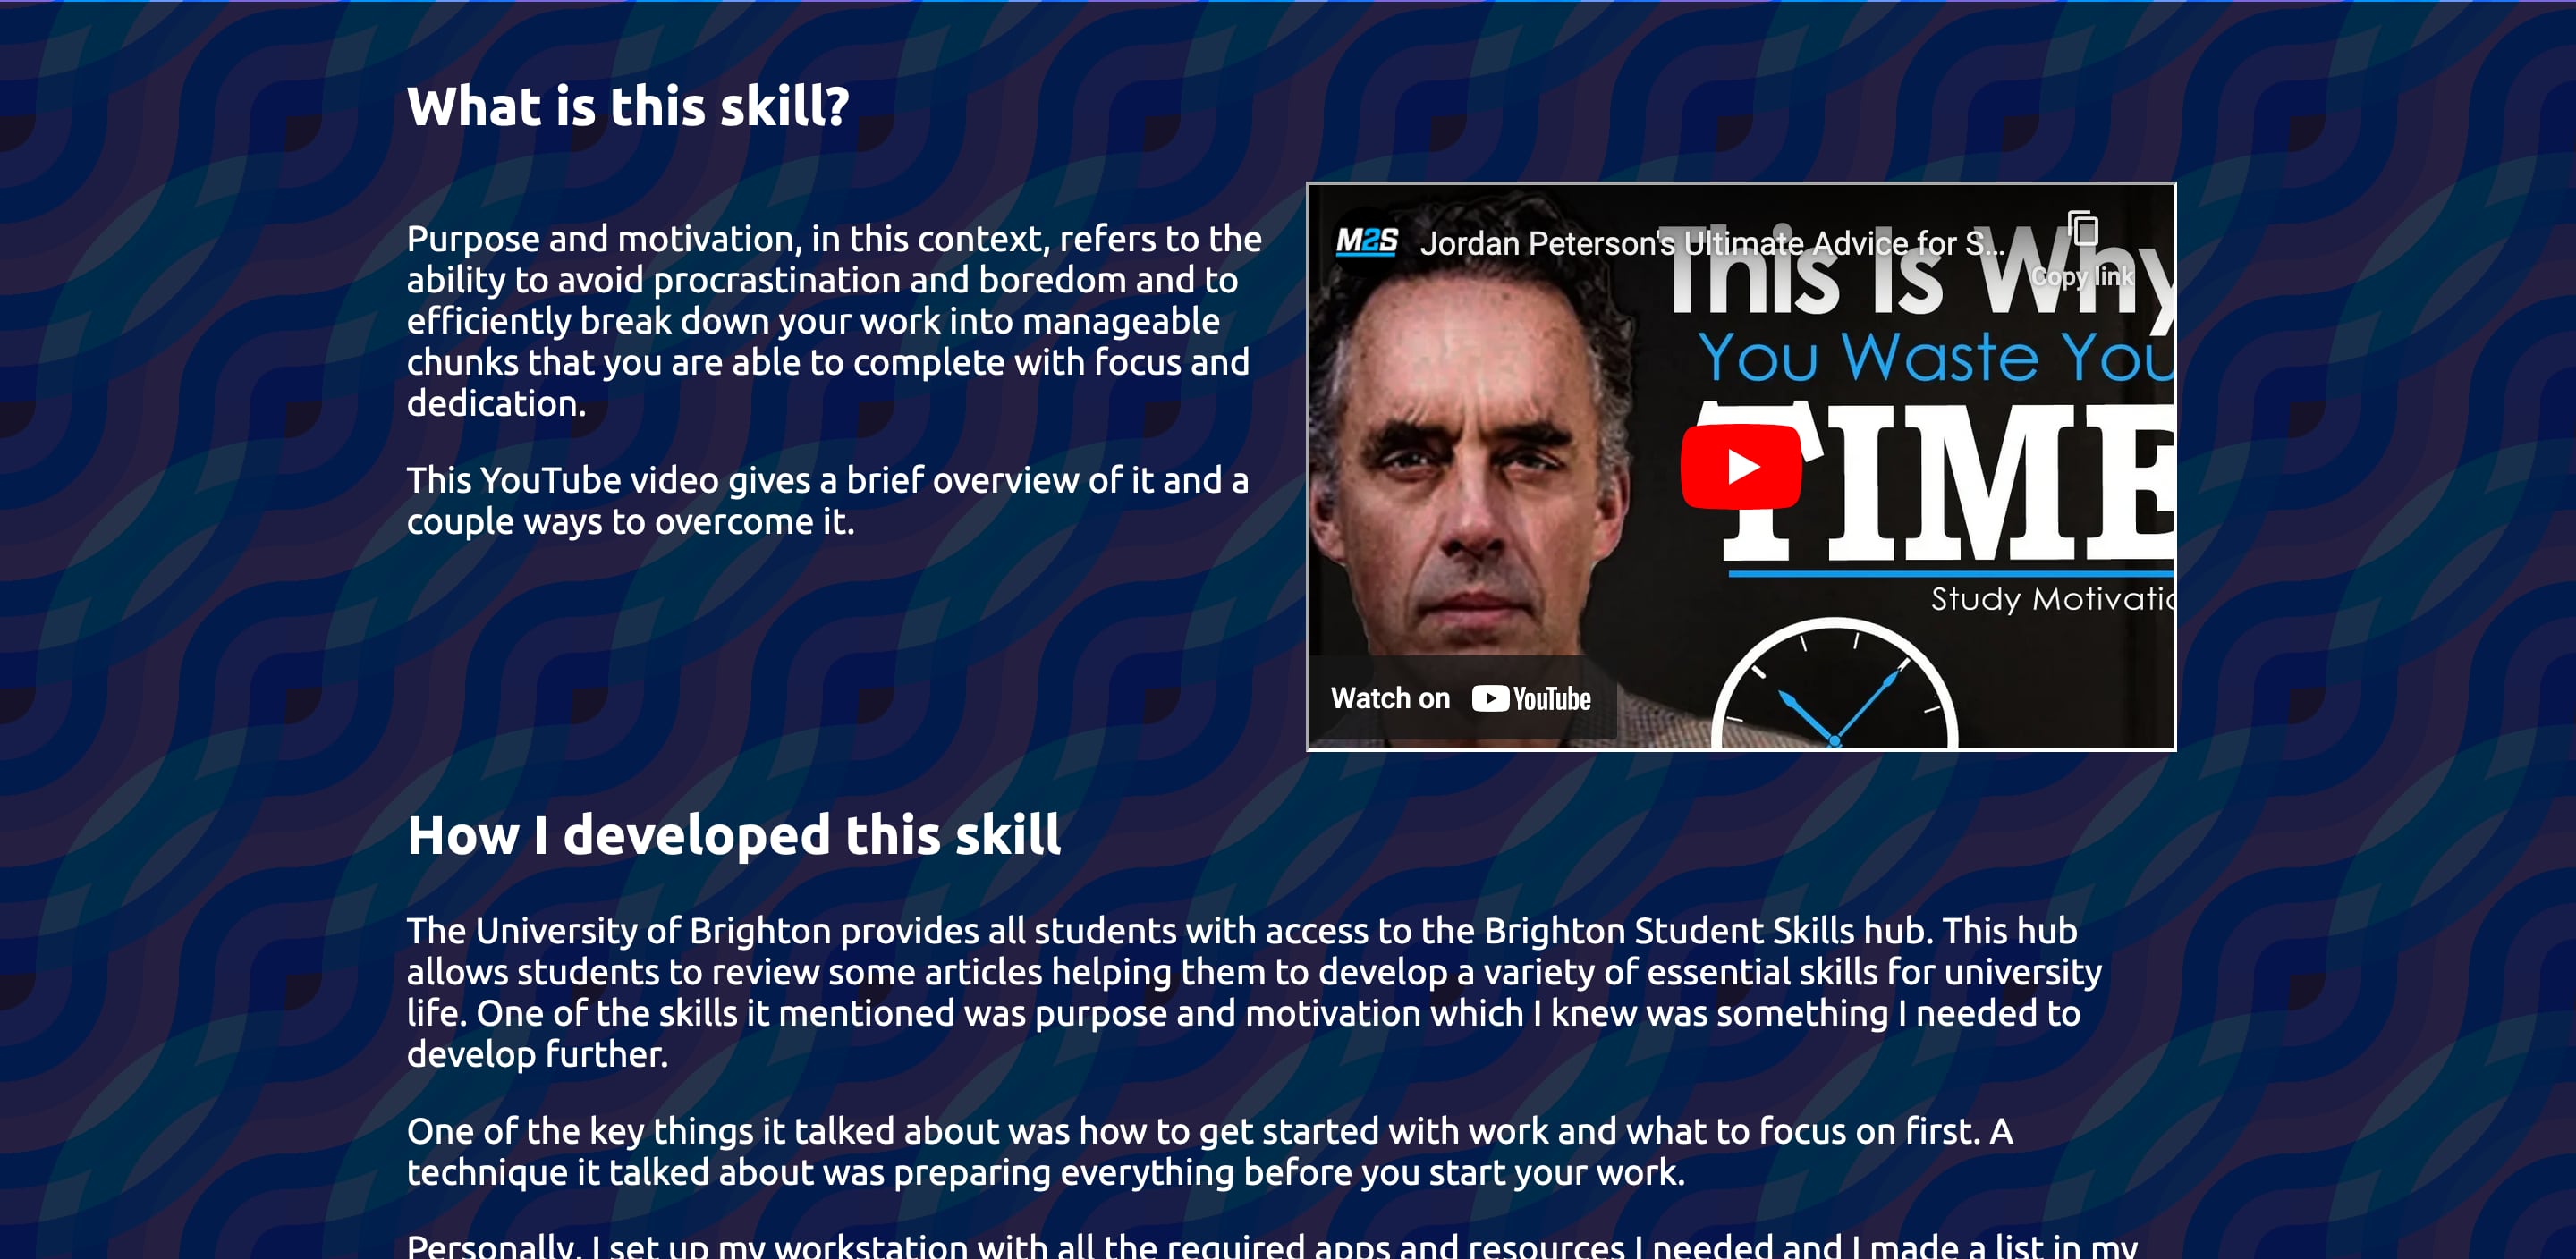 What is this skill?
Purpose and motivation, in this context, refers to the
ability to avoid procrastination and boredom and to
efficiently break down your work into manageable
chunks that you are able to complete with focus and
dedication.
This YouTube video gives a brief overview of it and a
couple ways to overcome it.
M2S
Jordan Peterson's Ultimate Advice for S...
Copy link
This Is Why
You Waste You
TIME
Study Motivatio
Watch on YouTube
How I developed this skill
The University of Brighton provides all students with access to the Brighton Student Skills hub. This hub
allows students to review some articles helping them to develop a variety of essential skills for university
life. One of the skills it mentioned was purpose and motivation which I knew was something I needed to
develop further.
One of the key things it talked about was how to get started with work and what to focus on first. A
technique it talked about was preparing everything before you start your work.
Personally, I set up my workstation with all the required apps and resources I needed and I made a list in my